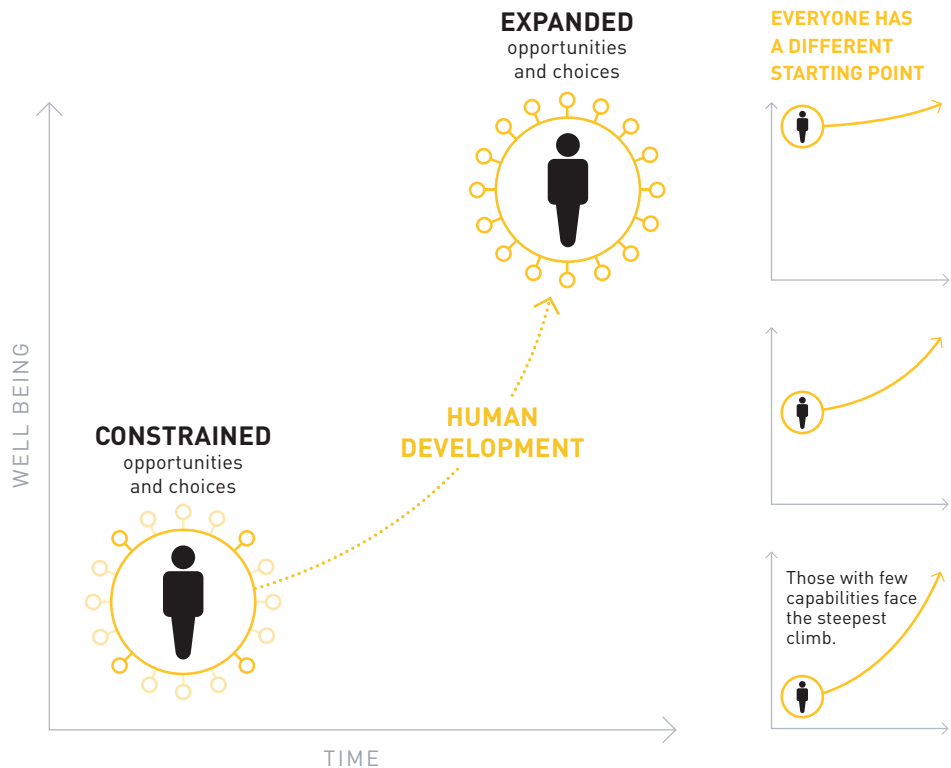 EXPANDED
opportunities
and choices
CONSTRAINED
opportunities
and choices
HUMAN
DEVELOPMENT
WELL BEING
TIME
EVERYONE HAS
A DIFFERENT
STARTING POINT
Those with few
capabilities face
the steepest
climb.